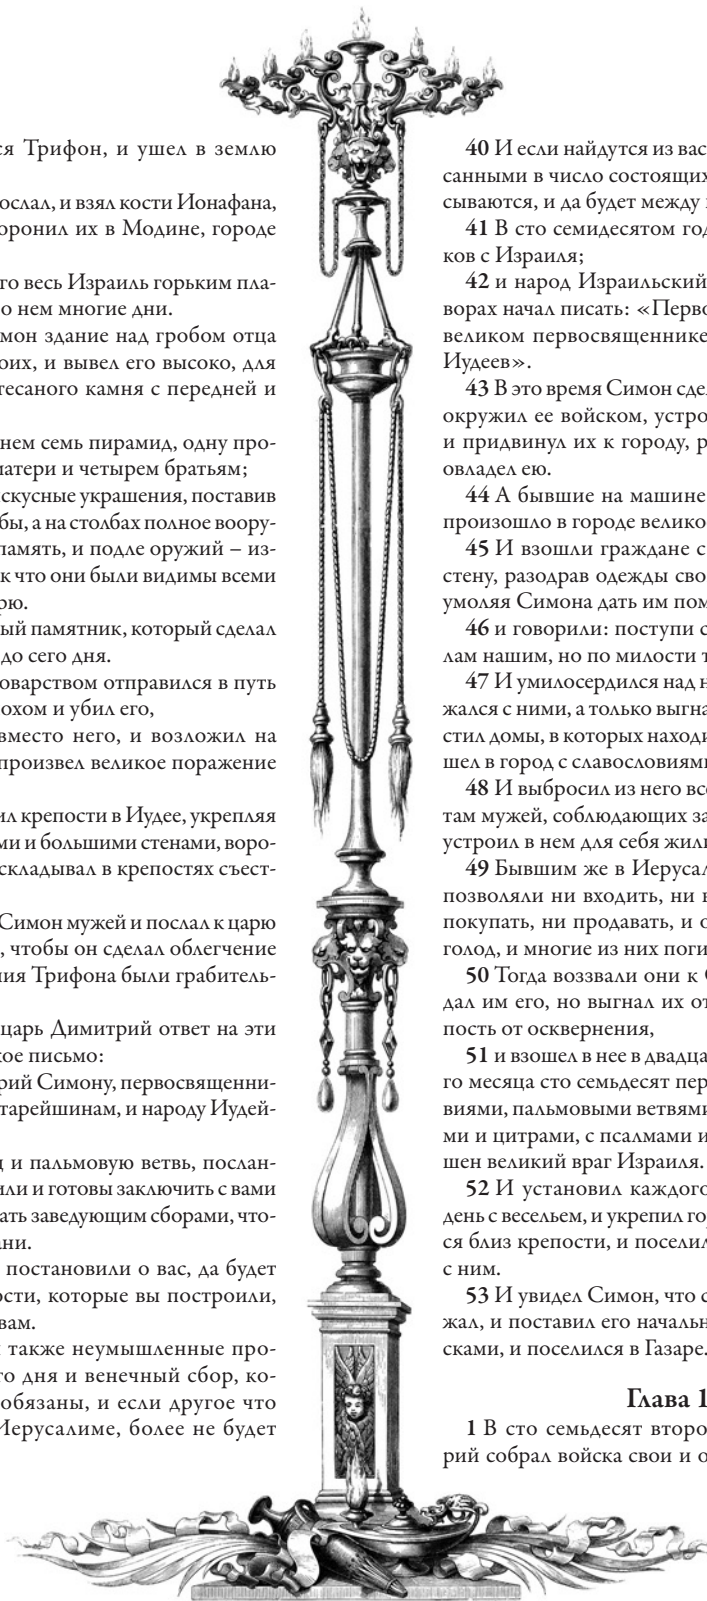 ся Трифон, и ушел в землю
ослал, и взял кости Ионафана,
оронил их в Модине, городе
го весь Израиль горьким пла-
о нем многие дни.
мон здание над гробом отца
оих, и вывел его высоко, для
тесаного камня с передней и
нем семь пирамид, одну про-
матери и четырем братьям;
скусные украшения, поставив
бы, а на столбах полное воору-
память, и подле оружий – из-
к что они были видимы всеми
рю.
ый памятник, который сделал
до сего дня.
оварством отправился в путь
охом и убил его,
вместо него, и возложил на
произвел великое поражение
ил крепости в Иудее, укрепляя
ми и большими стенами, воро-
складывал в крепостях съест-
Симон мужей и послал к царю
, чтобы он сделал облегчение
ния Трифона были грабитель-
царь Димитрий ответ на эти
кое письмо:
рий Симону, первосвященни-
тарейшинам, и народу Иудей-
ц и пальмовую ветвь, послан-
или и готовы заключить с вами
ать заведующим сборами, что-
ани.
постановили о вас, да будет
ости, которые вы построили,
вам.
и также неумышленные про-
го дня и венечный сбор, ко-
обязаны, и если другое что
Иерусалиме, более не будет
40 И если найдутся из вас
санными в число состоящих
сываются, и да будет между
41 В сто семидесятом год
ков с Израиля;
42 и народ Израильский
ворах начал писать: «Перво
великом первосвященнике
Иудеев».
43 В это время Симон сдел
окружил ее войском, устро
и придвинул их к городу, р
овладел ею.
44 А бывшие на машине
произошло в городе велико
45 И взошли граждане с
стену, разодрав одежды сво
умоляя Симона дать им пом
46 и говорили: поступи с
лам нашим, но по милости т
47 И умилосердился над н
жался с ними, а только выгна
стил домы, в которых находи
шел в город с славословиями
48 И выбросил из него все
там мужей, соблюдающих за
устроил в нем для себя жили
49 Бывшим же в Иерусал
позволяли ни входить, ни в
покупать, ни продавать, и о
голод, и многие из них поги
50 Тогда воззвали они к С
дал им его, но выгнал их от
пость от осквернения,
51 и взошел в нее в двадца
го месяца сто семьдесят пер
виями, пальмовыми ветвями
ми и цитрами, с псалмами и
шен великий враг Израиля.
52 И установил каждого
день с весельем, и укрепил го
ся близ крепости, и поселил
с ним.
53 И увидел Симон, что с
жал, и поставил его начальн
сками, и поселился в Газаре.
Глава 1
1 В сто семьдесят второ
рий собрал войска свои и о